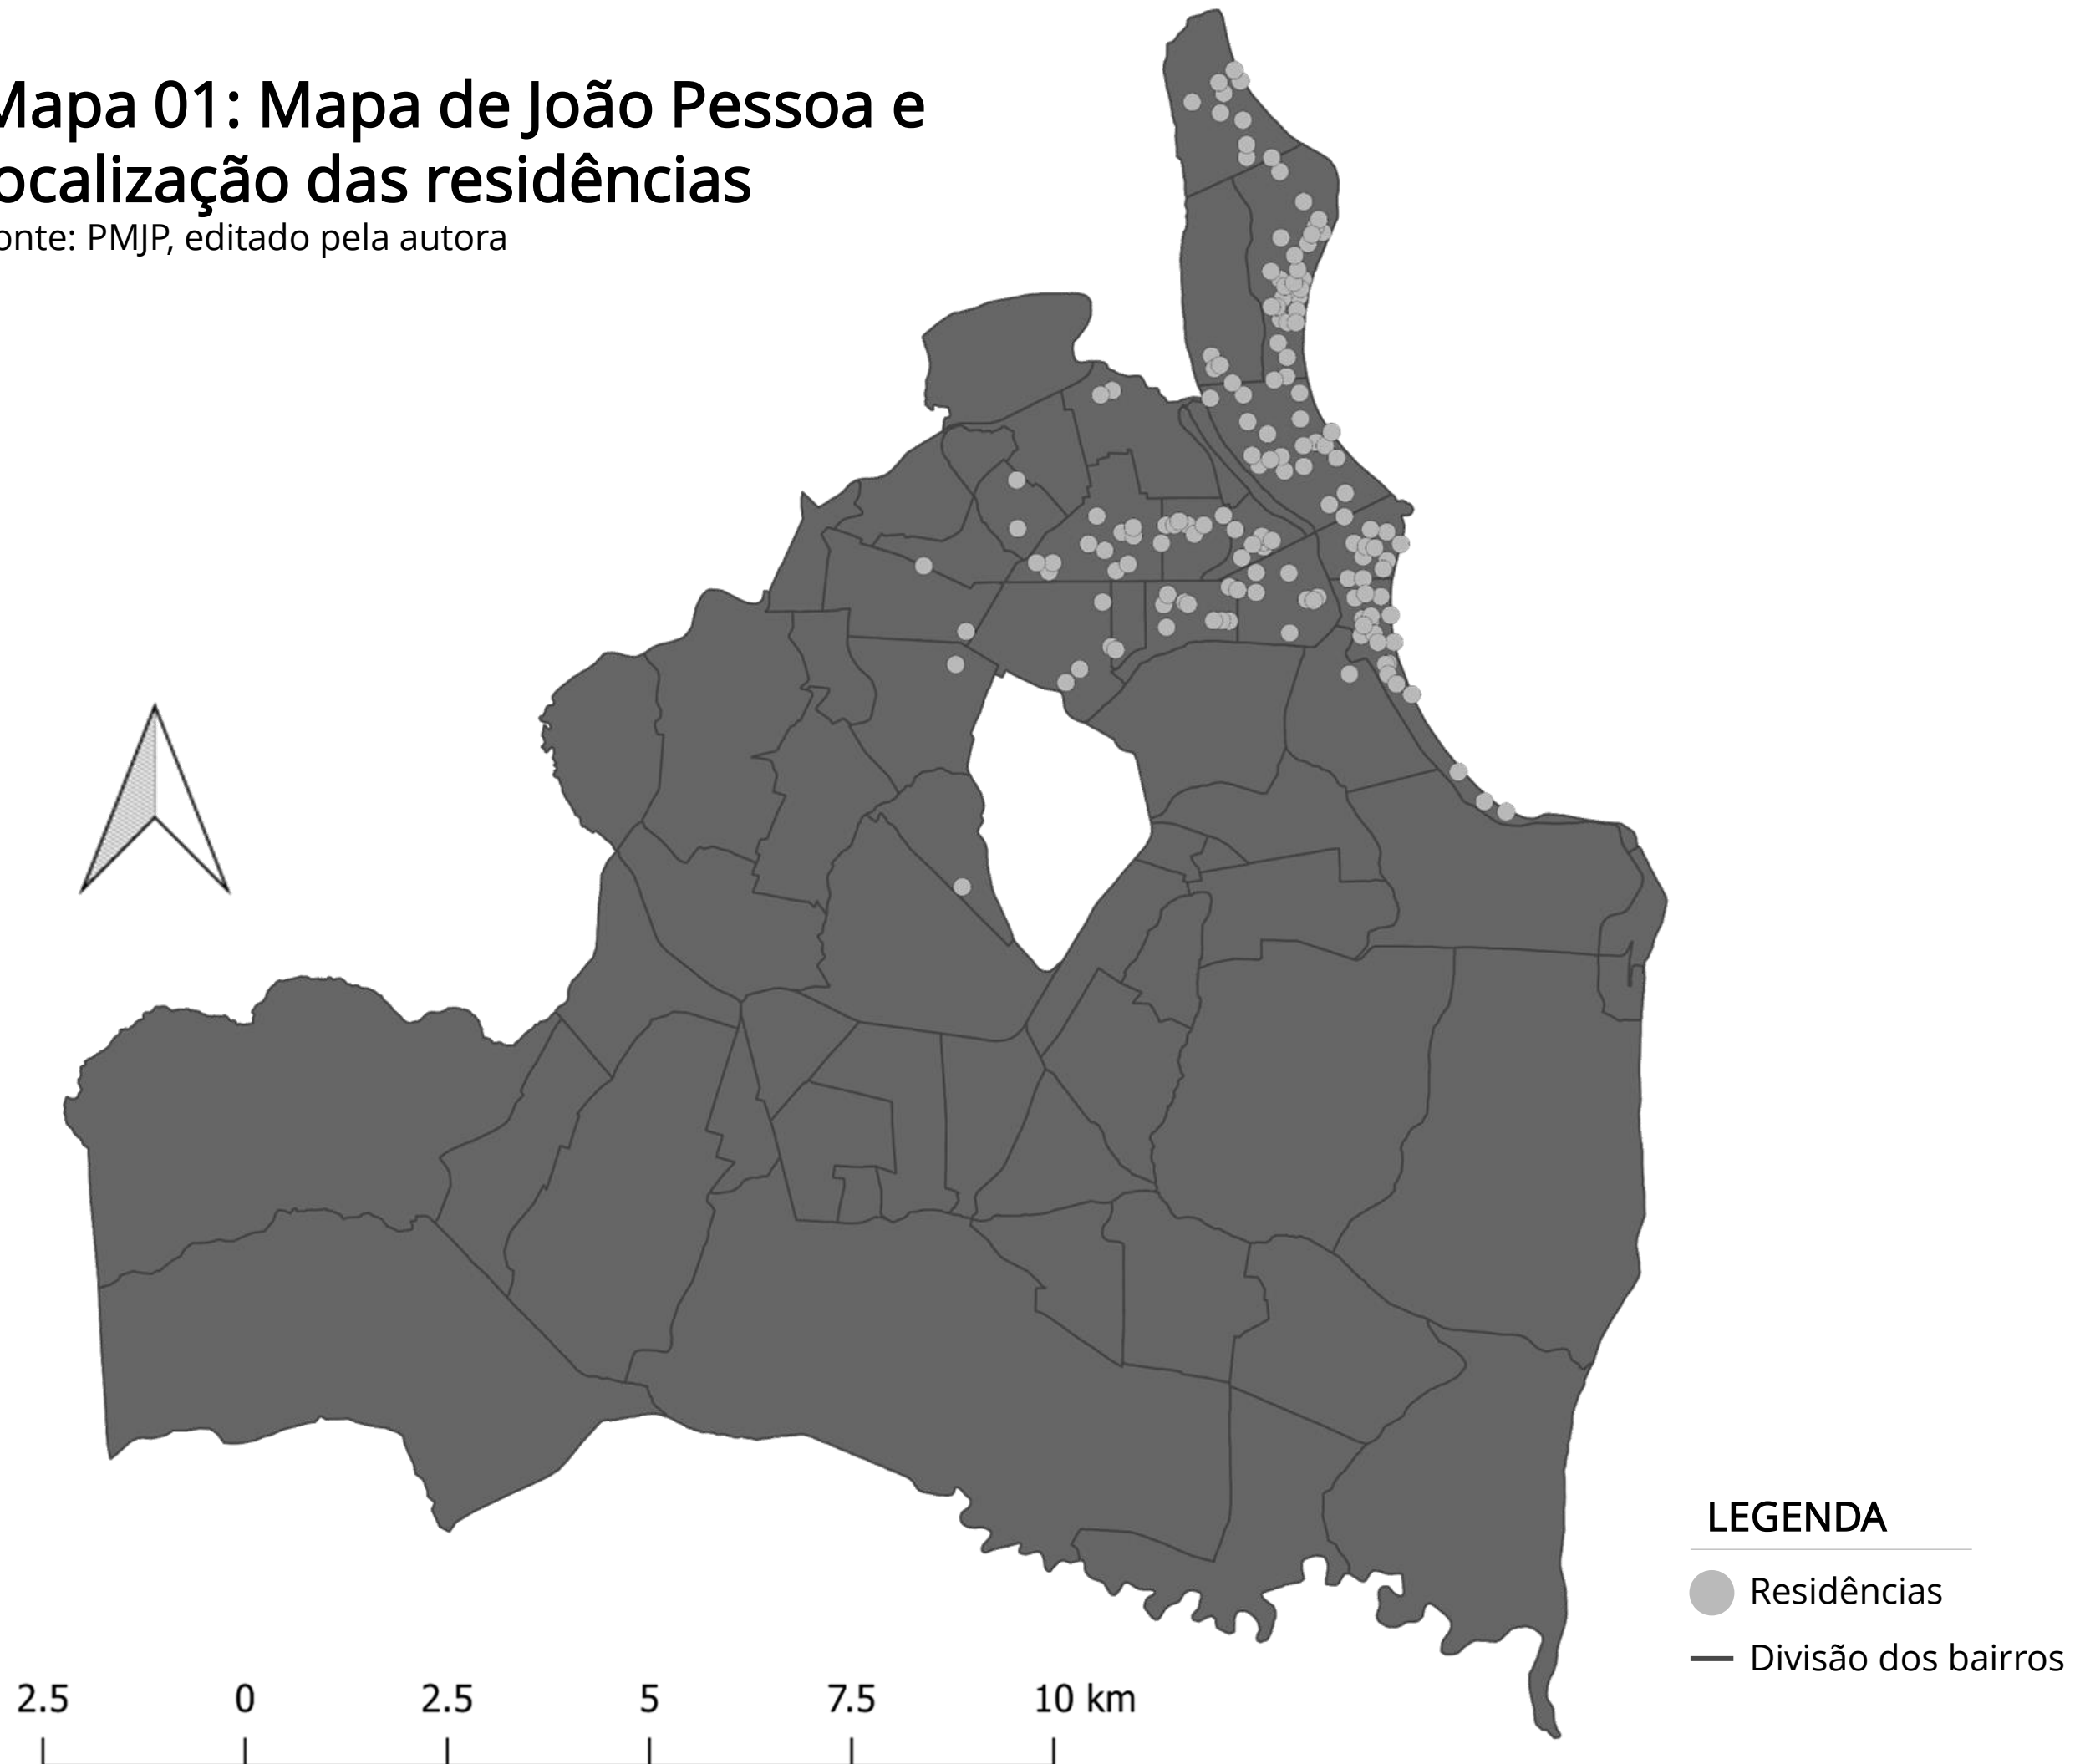 Mapa 01: Mapa de João Pessoa e
ocalização das residências
onte: PMJP, editado pela autora
LEGENDA
Residências
Divisão dos bairros
2.5 0 2.5 5 7.5 10 km